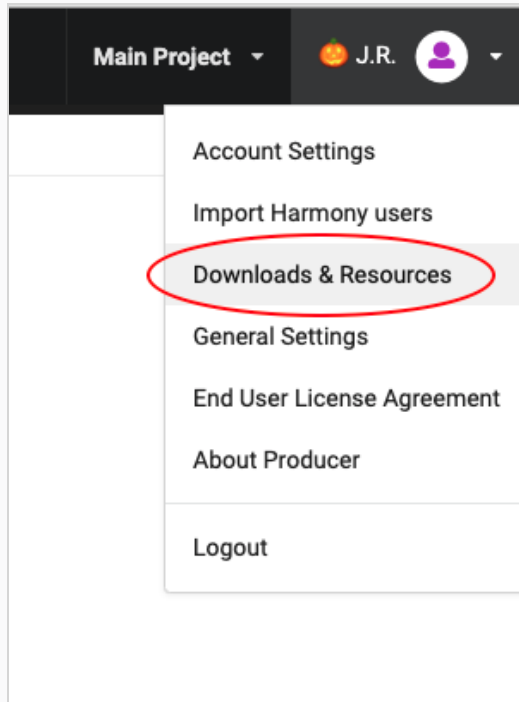 Main Project
🎃 J.R.
Account Settings
Import Harmony users
Downloads & Resources
General Settings
End User License Agreement
About Producer
Logout